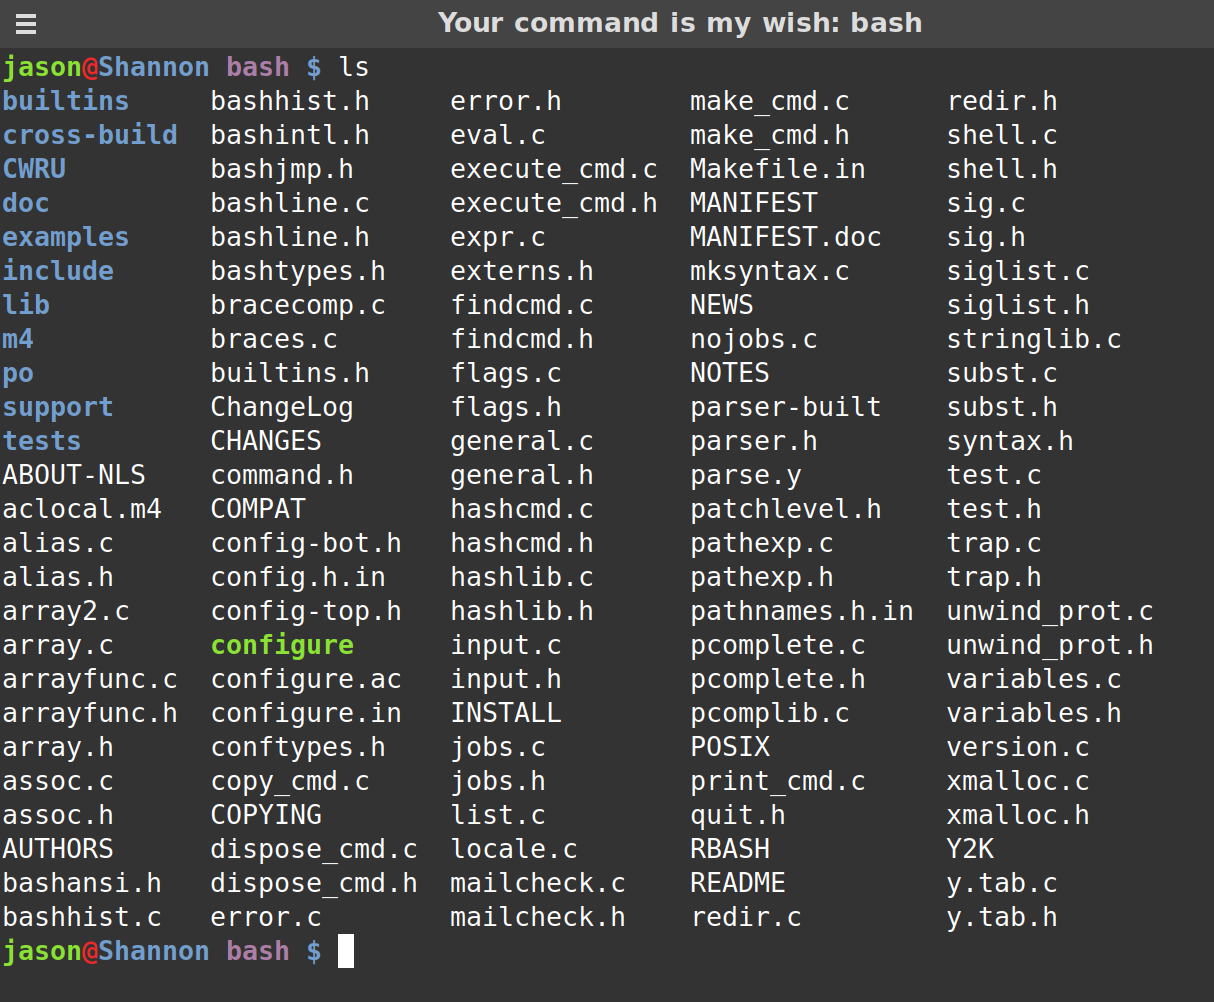 Your command is my wish: bash
jason@Shannon bash $ ls
builtins bashhist.h error.h make_cmd.c redir.h
cross-build bashintl.h eval.c make_cmd.h shell.c
CWRU bashjmp.h execute_cmd.c Makefile.in shell.h
doc bashline.c execute_cmd.h MANIFEST sig.c
examples bashline.h expr.c MANIFEST.doc sig.h
include bashtypes.h externs.h mksyntax.c siglist.c
lib bracecomp.c findcmd.c NEWS siglist.h
m4 braces.c findcmd.h nojobs.c stringlib.c
po builtins.h flags.c NOTES subst.c
support ChangeLog flags.h parser-built subst.h
tests CHANGES general.c parser.h syntax.h
ABOUT-NLS command.h general.h parse.y test.c
aclocal.m4 COMPAT hashcmd.c patchlevel.h test.h
alias.c config-bot.h hashcmd.h pathexp.c trap.c
alias.h config.h.in hashlib.c pathexp.h trap.h
array2.c config-top.h hashlib.h pathnames.h.in unwind_prot.c
array.c configure input.c pcomplete.c unwind_prot.h
arrayfunc.c configure.ac input.h pcomplete.h variables.c
arrayfunc.h configure.in INSTALL pcomplib.c variables.h
array.h conftypes.h jobs.c POSIX version.c
assoc.c copy_cmd.c jobs.h print_cmd.c xmalloc.c
assoc.h COPYING list.c quit.h xmalloc.h
AUTHORS dispose_cmd.c locale.c RBASH Y2K
bashansi.h dispose_cmd.h mailcheck.c README y.tab.c
bashhist.c error.c mailcheck.h redir.c y.tab.h
jason@Shannon bash $